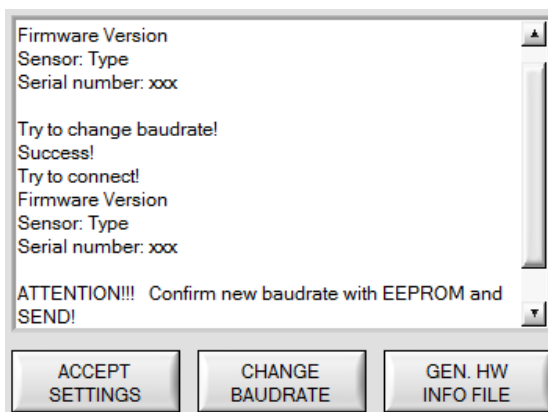 Firmware Version
Sensor: Type
Serial number: xxx
Try to change baudrate!
Success!
Try to connect!
Firmware Version
Sensor: Type
Serial number: xxx
ATTENTION!!!   Confirm new baudrate with EEPROM and
SEND!
ACCEPT
SETTINGS
CHANGE
BAUDRATE
GEN. HW
INFO FILE